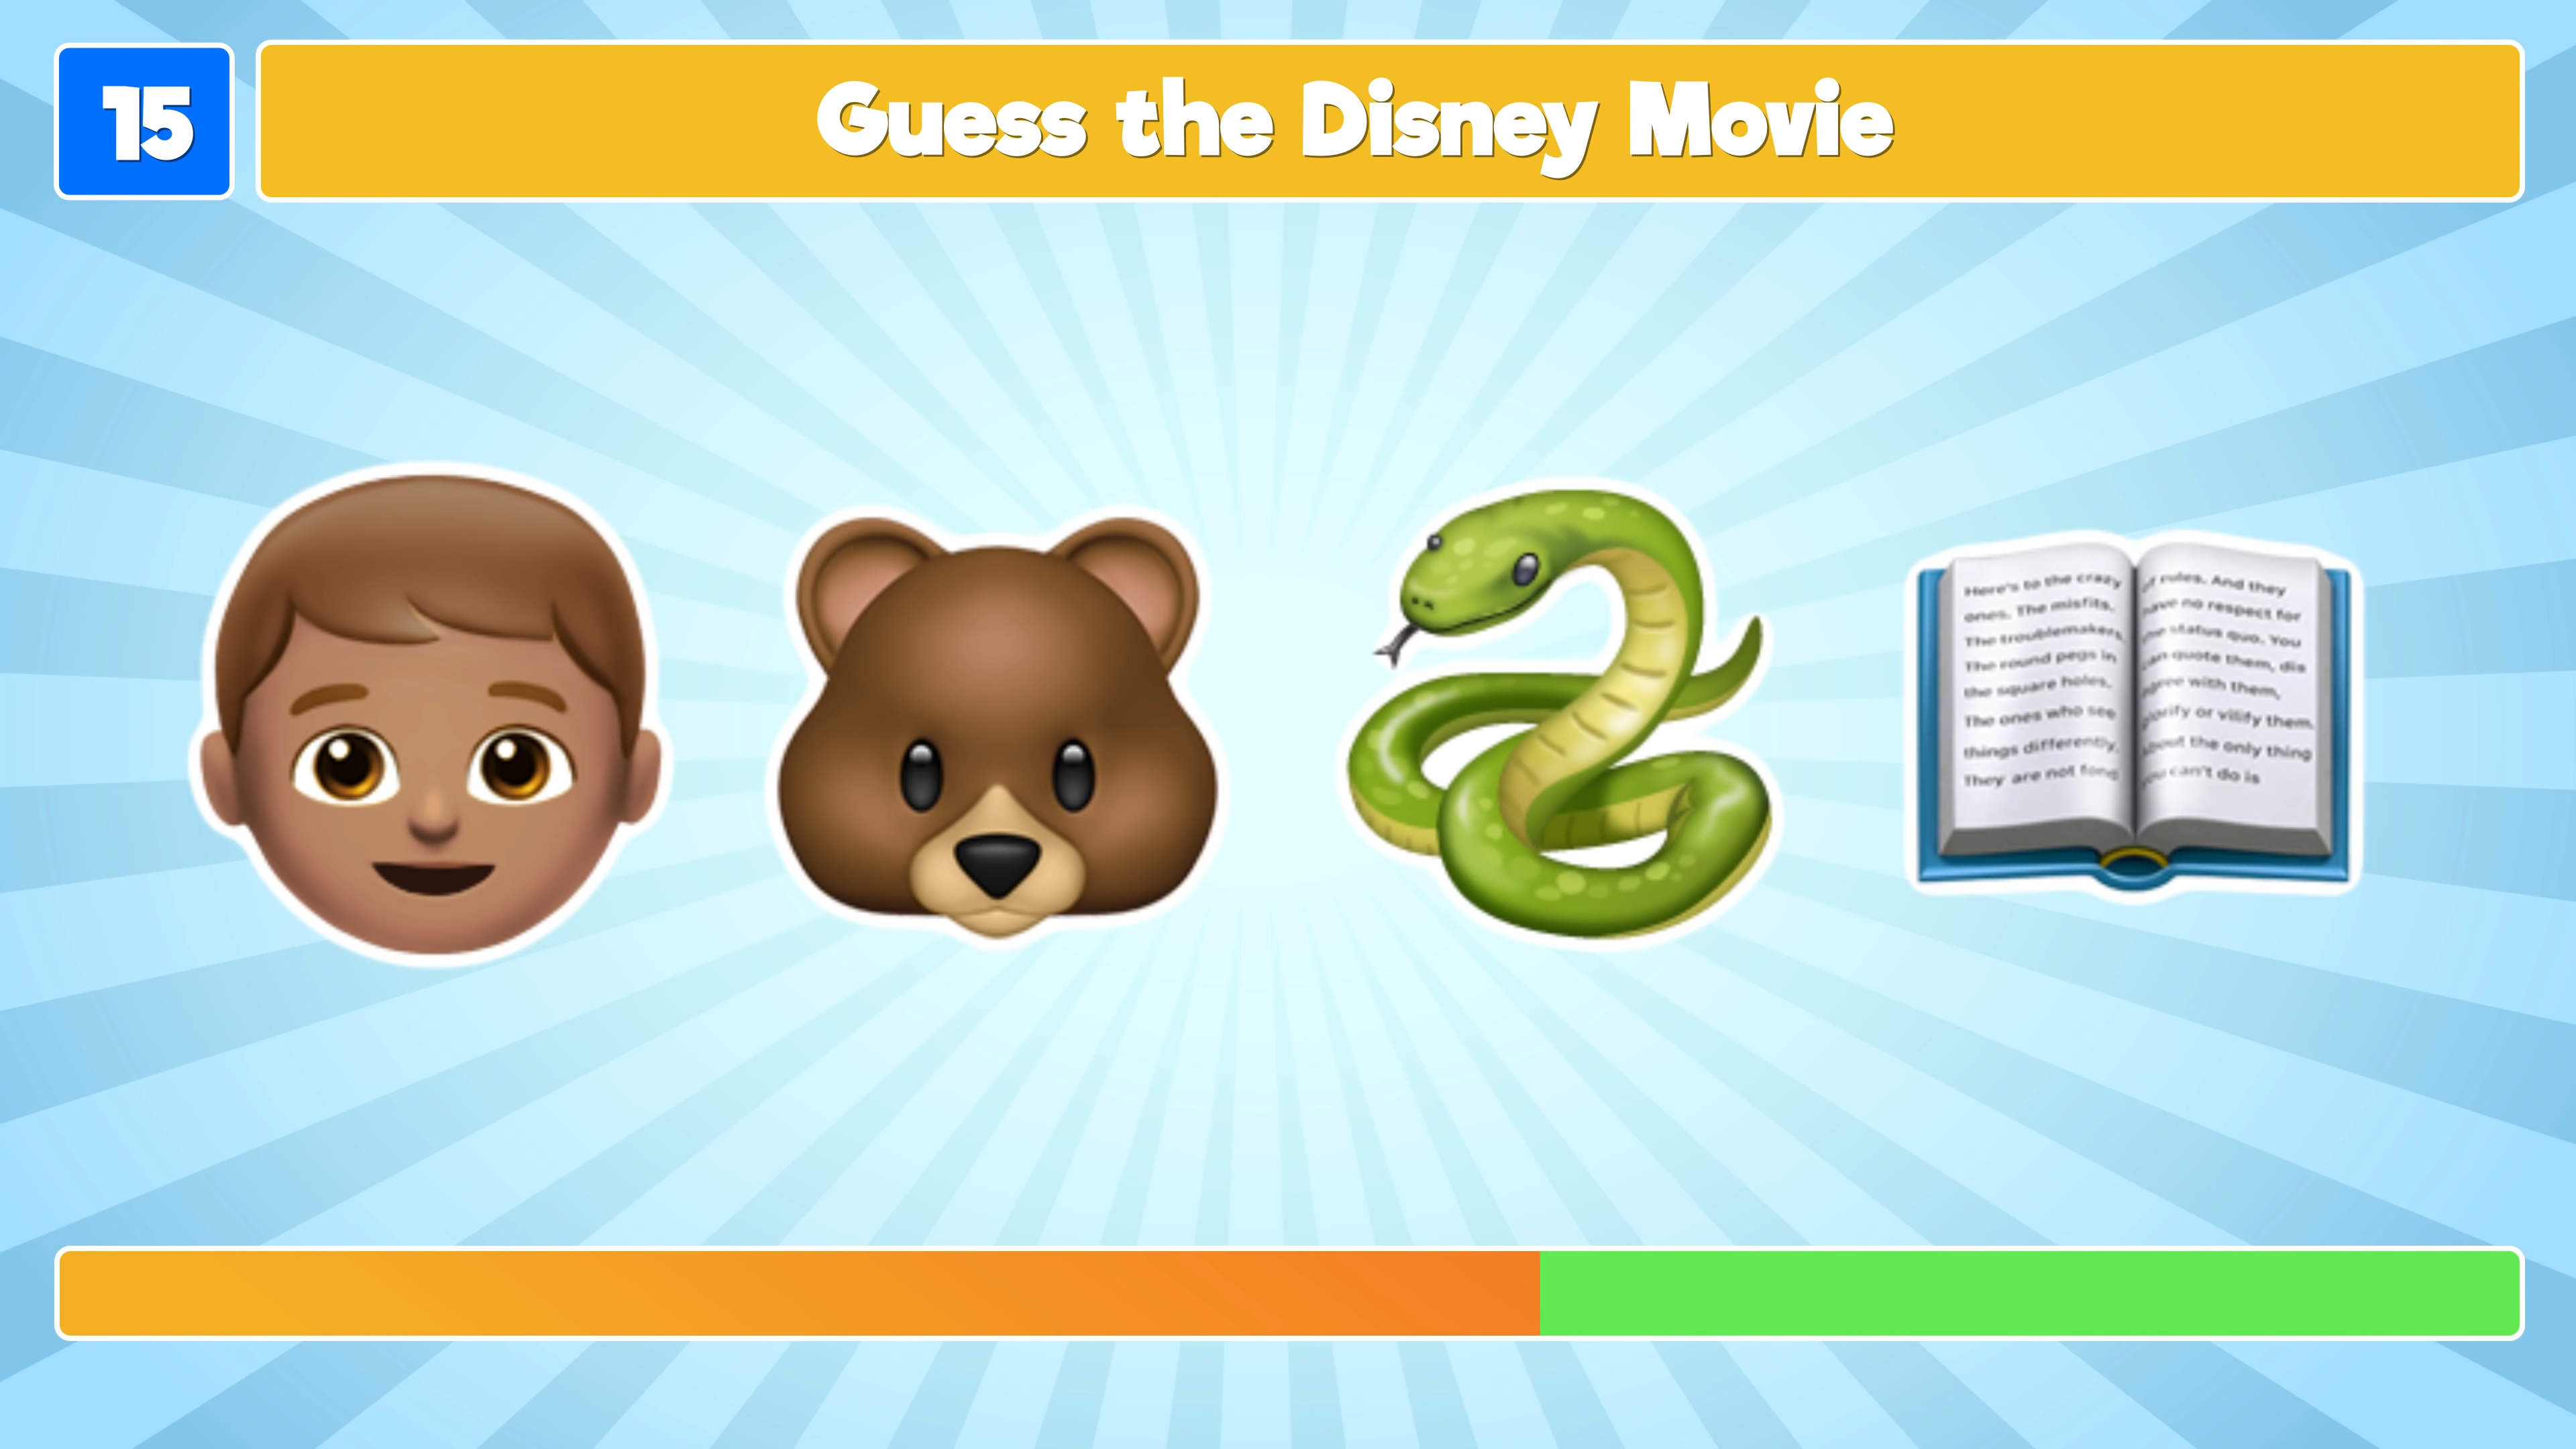 15
Guess the Disney Movie
Here's to the crazy
ones. The misfits.
The troublemakers.
The round pegs in
the square holes.
The ones who see
things differently.
They are not fond
of rules. And they
have no respect for
the status quo. You
can quote them, dis
agree with them,
glorify or vilify them.
about the only thing
you can't do is